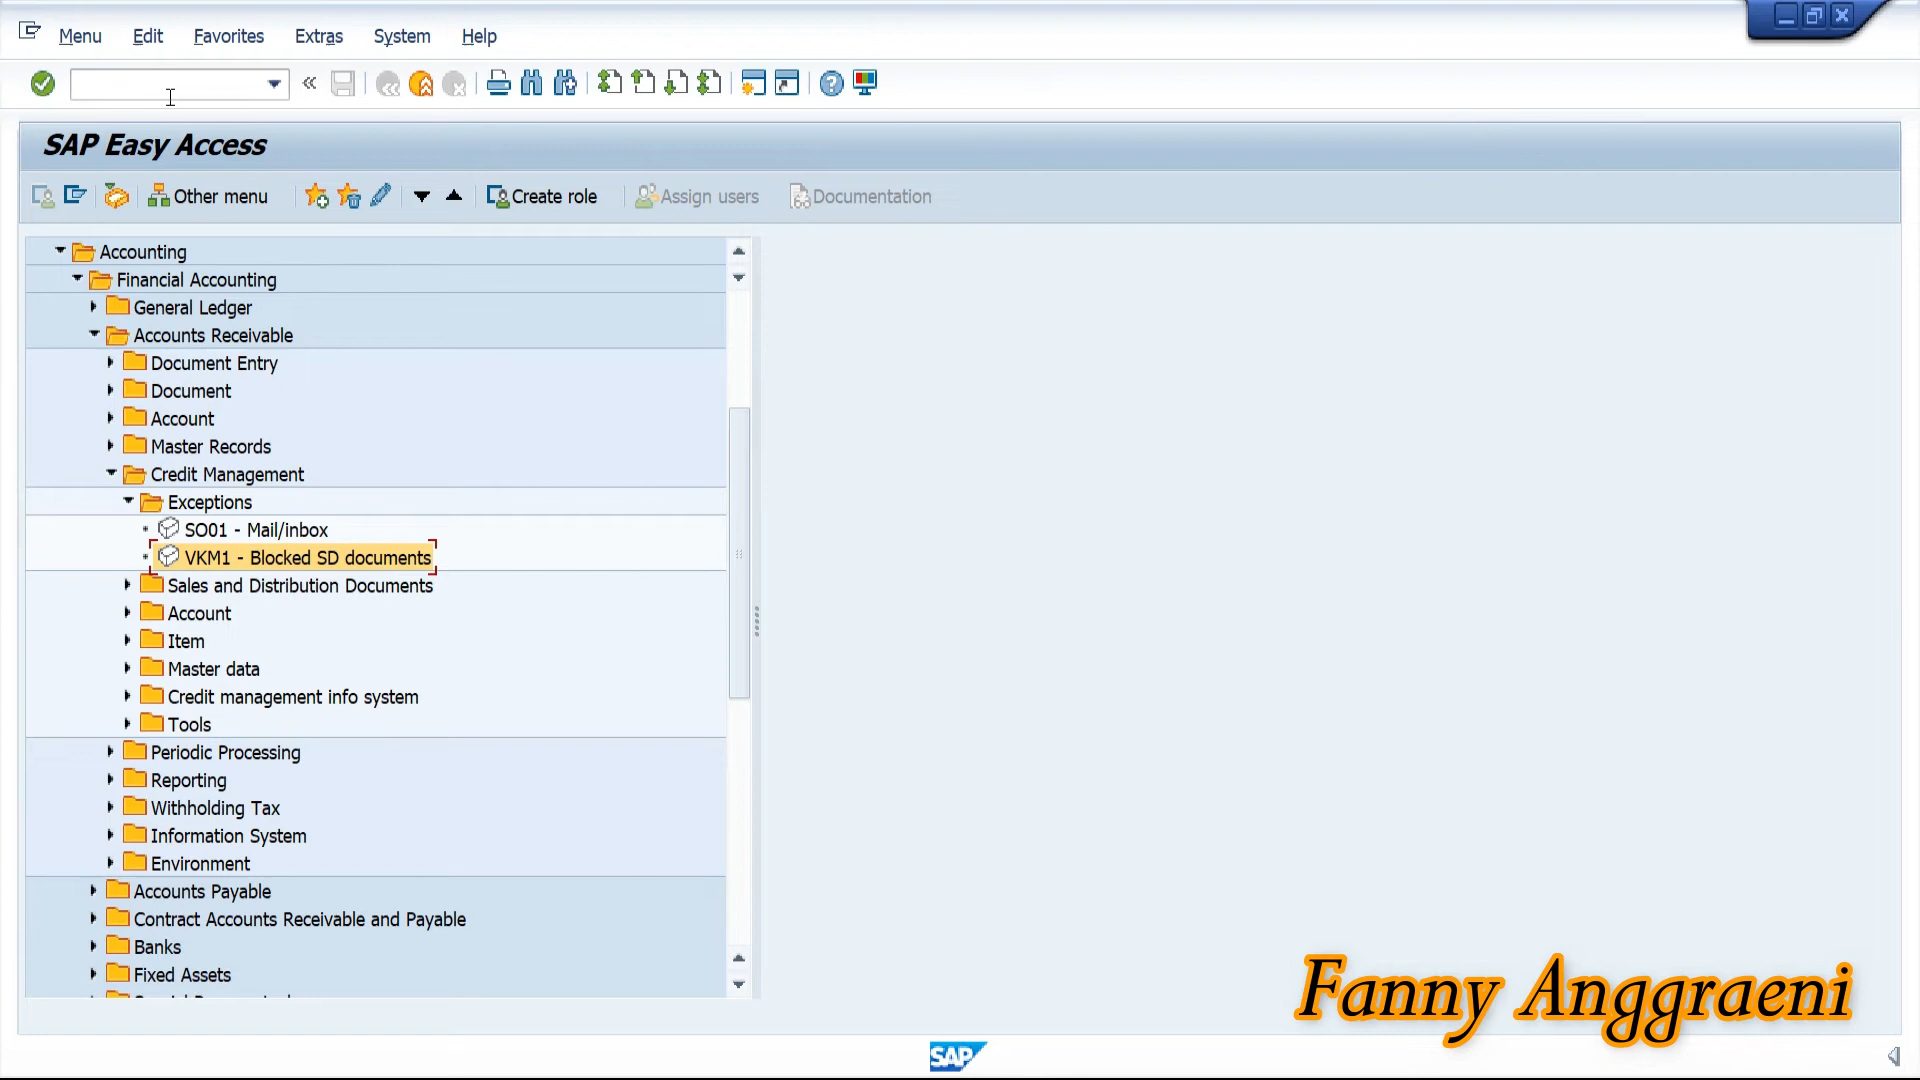 Menu Edit Favorites Extras System Help
SAP Easy Access
Other menu Create role Assign users Documentation
Accounting
Financial Accounting
General Ledger
Accounts Receivable
Document Entry
Document
Account
Master Records
Credit Management
Exceptions
SO01 - Mail/inbox
VKM1 - Blocked SD documents
Sales and Distribution Documents
Account
Item
Master data
Credit management info system
Tools
Periodic Processing
Reporting
Withholding Tax
Information System
Environment
Accounts Payable
Contract Accounts Receivable and Payable
Banks
Fixed Assets
Fanny Anggraeni
SAP